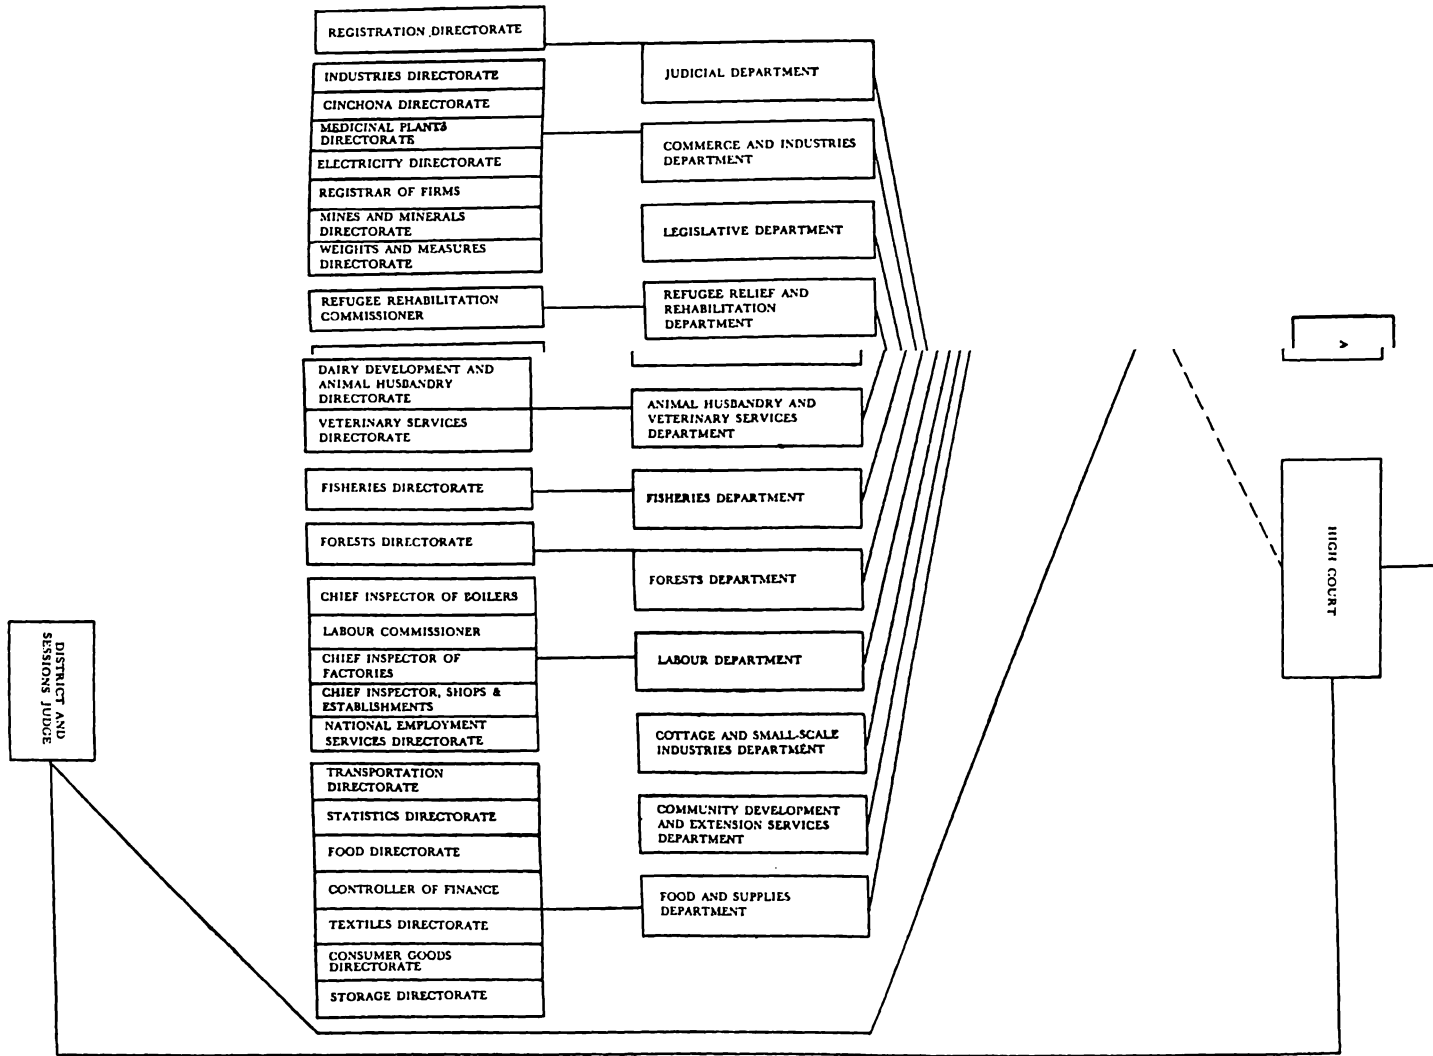 REGISTRATION DIRECTORATE
INDUSTRIES DIRECTORATE
CINCHONA DIRECTORATE
MEDICINAL PLANTS
DIRECTORATE
ELECTRICITY DIRECTORATE
REGISTRAR OF FIRMS
MINES AND MINERALS
DIRECTORATE
WEIGHTS AND MEASURES
DIRECTORATE
REFUGEE REHABILITATION
COMMISSIONER
DAIRY DEVELOPMENT AND
ANIMAL HUSBANDRY
DIRECTORATE
VETERINARY SERVICES
DIRECTORATE
FISHERIES DIRECTORATE
FORESTS DIRECTORATE
CHIEF INSPECTOR OF BOILERS
LABOUR COMMISSIONER
CHIEF INSPECTOR OF
FACTORIES
CHIEF INSPECTOR, SHOPS &
ESTABLISHMENTS
NATIONAL EMPLOYMENT
SERVICES DIRECTORATE
TRANSPORTATION
DIRECTORATE
STATISTICS DIRECTORATE
FOOD DIRECTORATE
CONTROLLER OF FINANCE
TEXTILES DIRECTORATE
CONSUMER GOODS
DIRECTORATE
STORAGE DIRECTORATE
JUDICIAL DEPARTMENT
COMMERCE AND INDUSTRIES
DEPARTMENT
LEGISLATIVE DEPARTMENT
REFUGEE RELIEF AND
REHABILITATION
DEPARTMENT
ANIMAL HUSBANDRY AND
VETERINARY SERVICES
DEPARTMENT
FISHERIES DEPARTMENT
FORESTS DEPARTMENT
LABOUR DEPARTMENT
COTTAGE AND SMALL-SCALE
INDUSTRIES DEPARTMENT
COMMUNITY DEVELOPMENT
AND EXTENSION SERVICES
DEPARTMENT
FOOD AND SUPPLIES
DEPARTMENT
DISTRICT AND
SESSIONS JUDGE
HIGH COURT